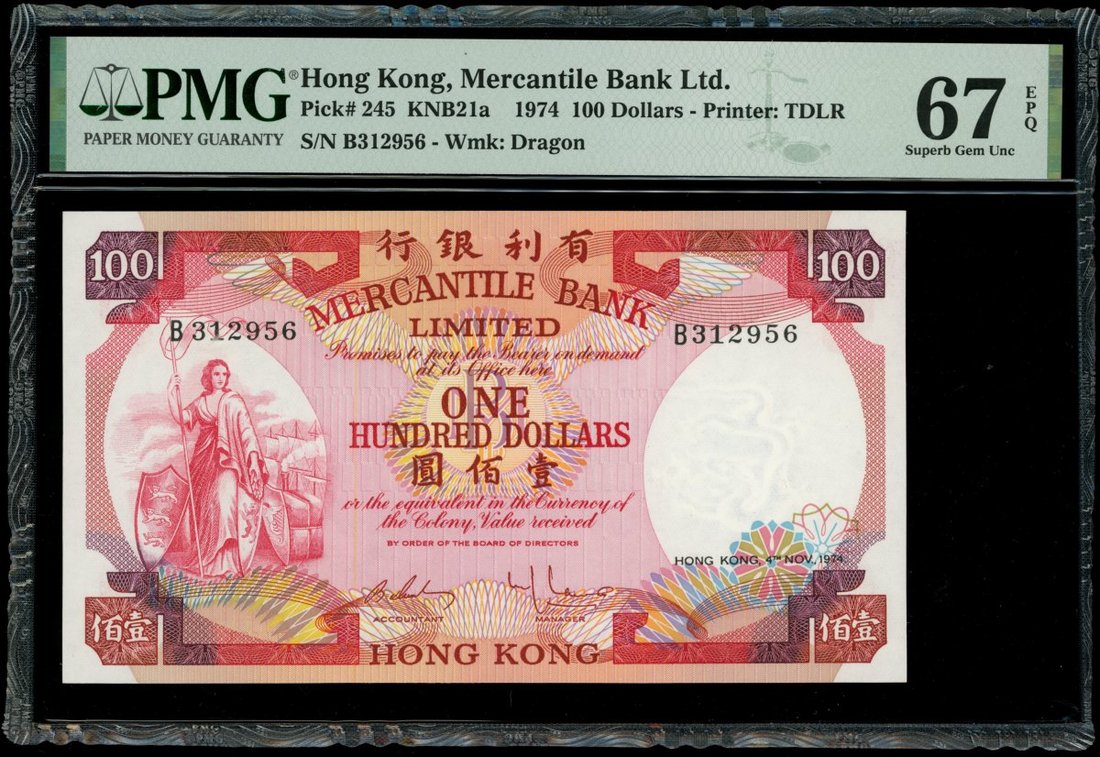 PMG® Hong Kong, Mercantile Bank Ltd.
Pick# 245 KNB21a 1974 100 Dollars - Printer: TDLR
PAPER MONEY GUARANTY
S/N B312956 - Wmk: Dragon
67 EPQ
Superb Gem Unc
行銀利有
100
100
MERCANTILE BANK
LIMITED
B312956
B312956
Promises to pay the Bearer on demand
at its Office here
ONE
HUNDRED DOLLARS
圓佰壹
or the equivalent in the Currency of
the Colony, Value received
BY ORDER OF THE BOARD OF DIRECTORS
HONG KONG, 4TH NOV., 1974
ACCOUNTANT
MANAGER
佰壹
佰壹
HONG KONG